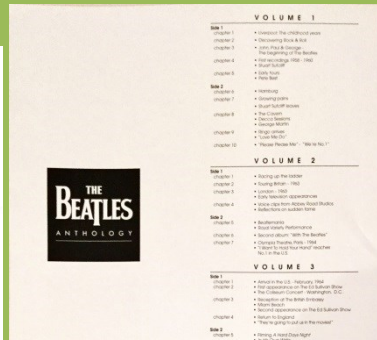 THE
BEATLES
ANTHOLOGY
VOLUME 1
Side 1
chapter 1 • Liverpool: The childhood years
chapter 2 • Discovering Rock & Roll
chapter 3 • John, Paul & George -
The beginning of The Beatles
chapter 4 • First recordings 1958 - 1960
• Stuart Sutcliff
chapter 5 • Early tours
• Pete Best
Side 2
chapter 6 • Hamburg
chapter 7 • Growing pains
• Stuart Sutcliff leaves
chapter 8 • The Cavern
• Decca Sessions
• George Martin
chapter 9 • Ringo arrives
• "Love Me Do"
chapter 10 • "Please Please Me" - "We're No.1"
VOLUME 2
Side 1
chapter 1 • Racing up the ladder
chapter 2 • Touring Britain - 1963
chapter 3 • London - 1963
• Early television appearances
chapter 4 • Voice clips from Abbey Road Studios
• Reflections on sudden fame
Side 2
chapter 5 • Beatlemania
• Royal Variety Performance
chapter 6 • Second album: "With The Beatles"
chapter 7 • Olympia Theatre, Paris - 1964
• "I Want To Hold Your Hand" reaches
No.1 in the U.S.
VOLUME 3
Side 1
chapter 1 • Arrival in the U.S. - February, 1964
chapter 2 • First appearance on the Ed Sullivan Show
• The Coliseum Concert - Washington, D.C.
chapter 3 • Reception at The British Embassy
• Miami Beach
• Second appearance on The Ed Sullivan Show
chapter 4 • Return to England
• "They're going to put us in the movies!"
Side 2
chapter 5 • Filming A Hard Days Night